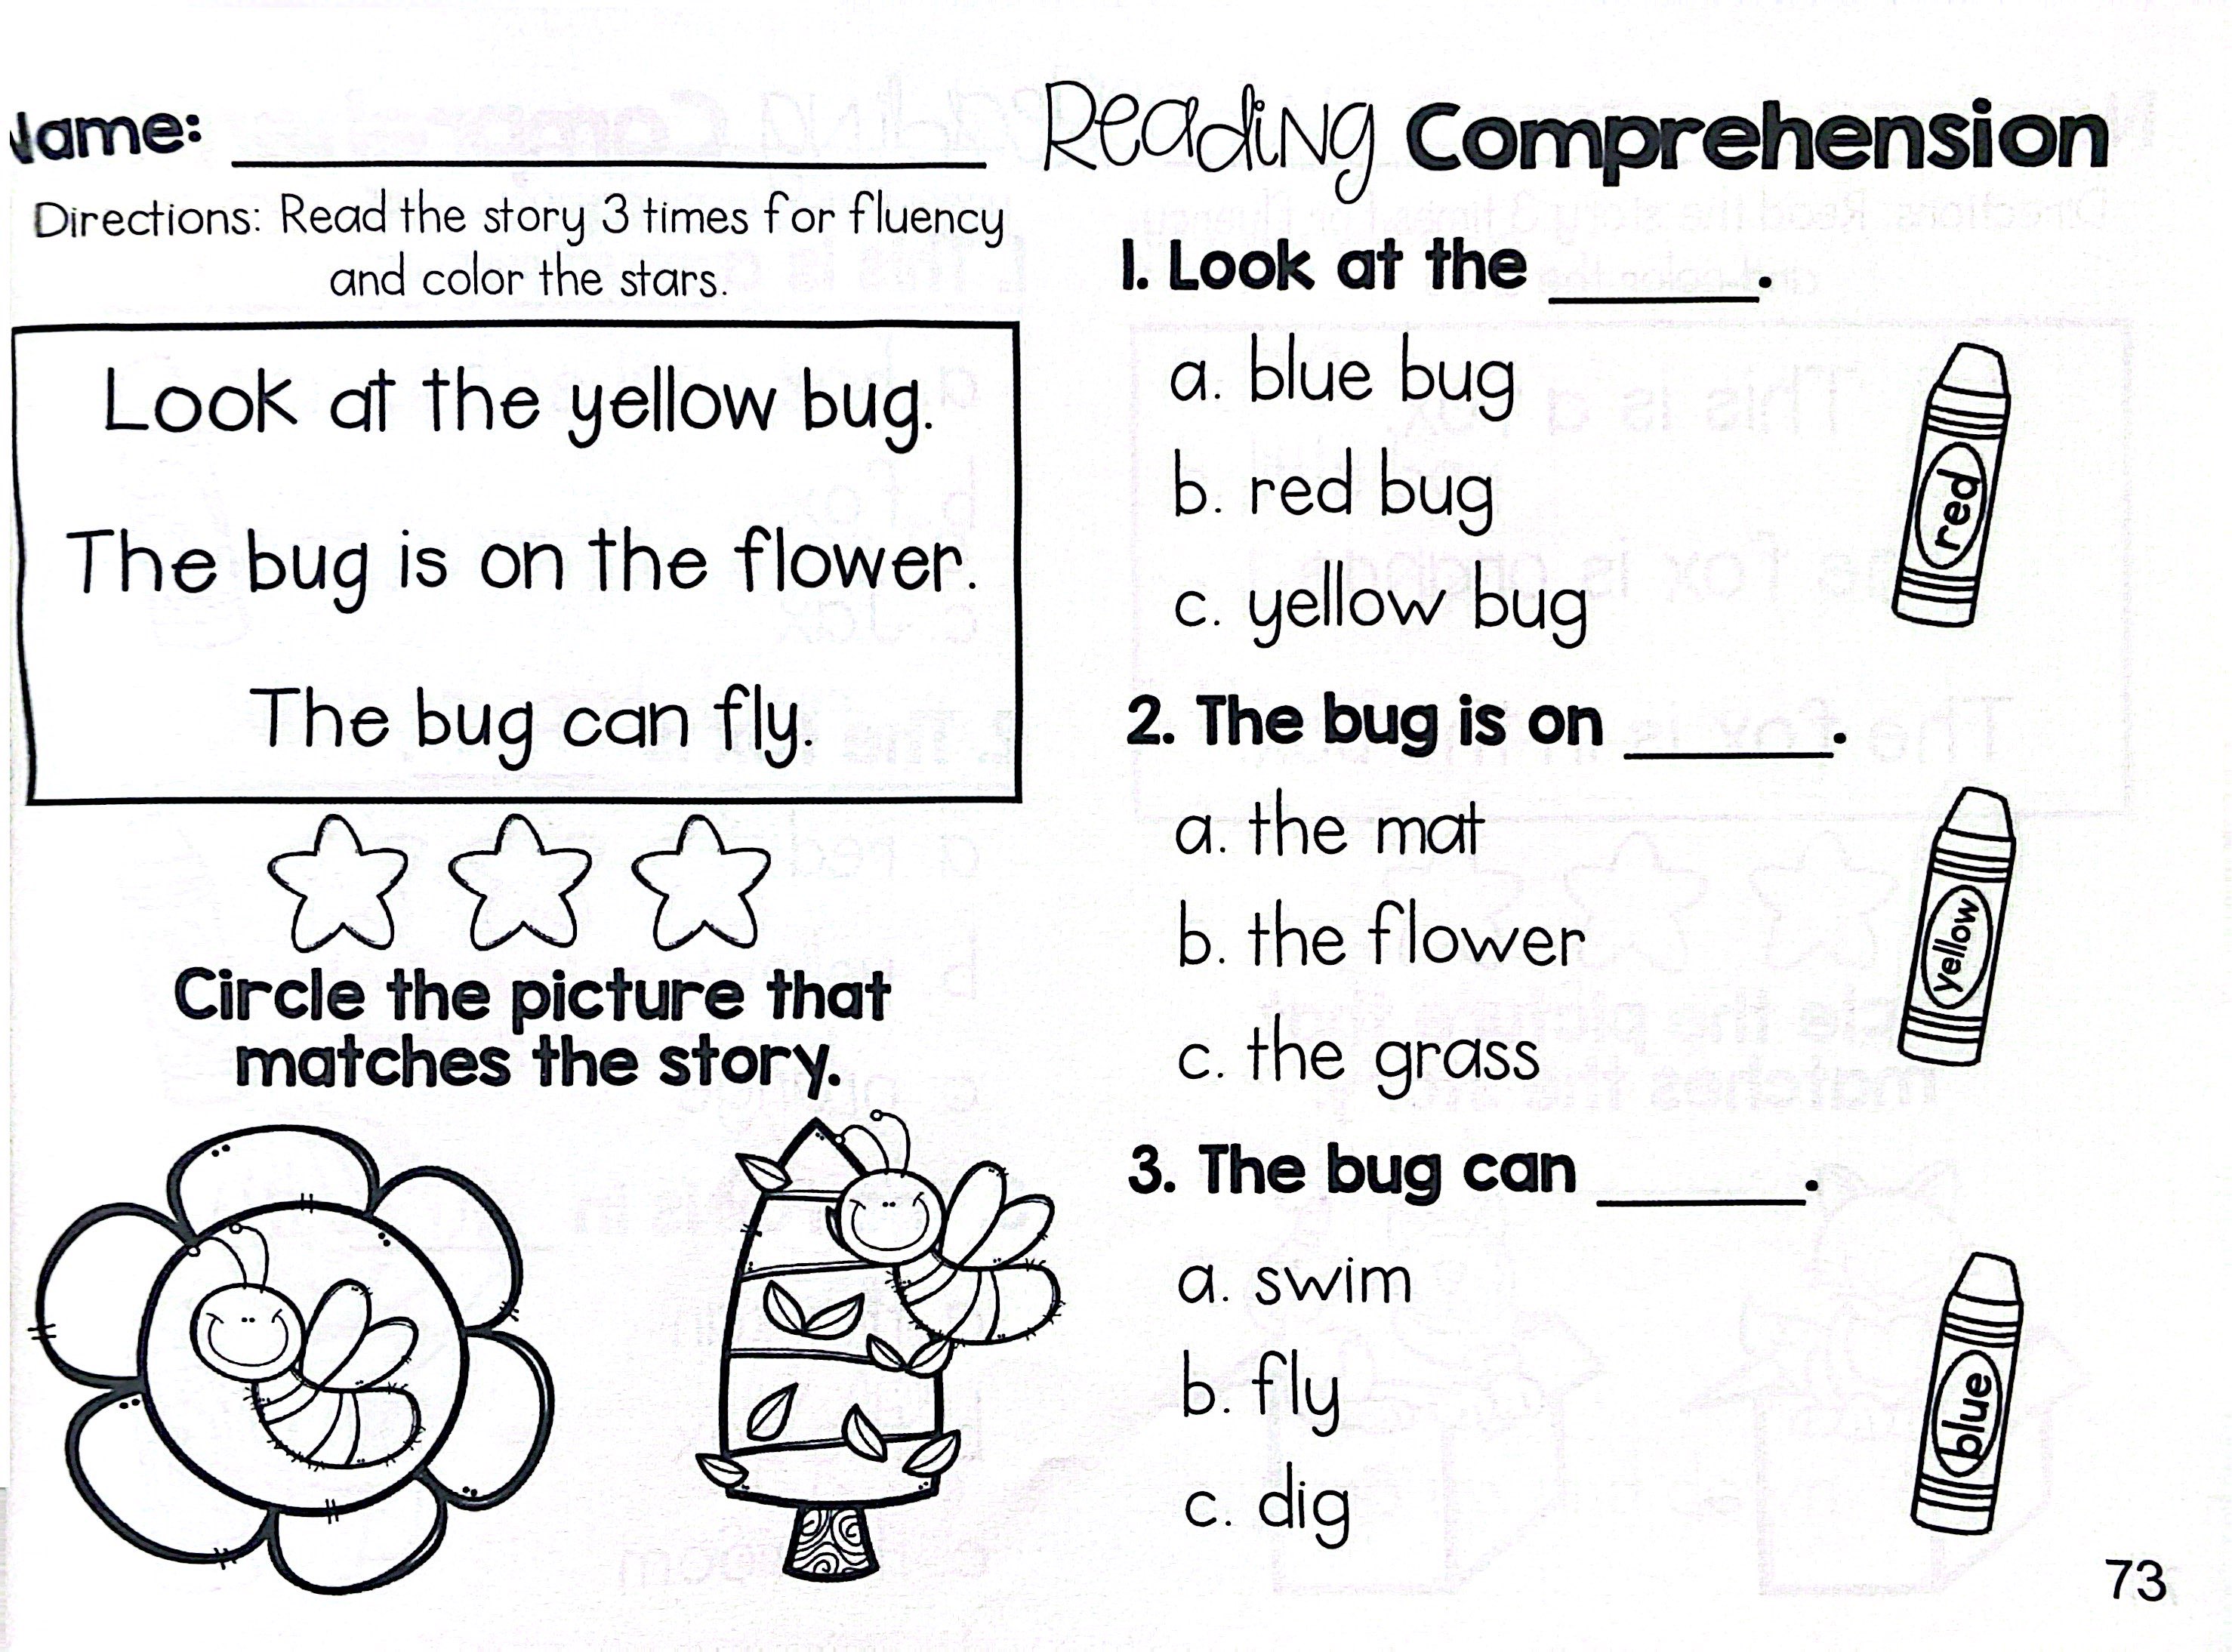 Name:
Directions: Read the story 3 times for fluency
and color the stars.
Look at the yellow bug.
The bug is on the flower.
The bug can fly.
Circle the picture that
matches the story.
Reading Comprehension
1. Look at the ______.
a. blue bug
b. red bug
c. yellow bug
red
2. The bug is on ______.
a. the mat
b. the flower
c. the grass
yellow
3. The bug can ______.
a. swim
b. fly
c. dig
blue
73